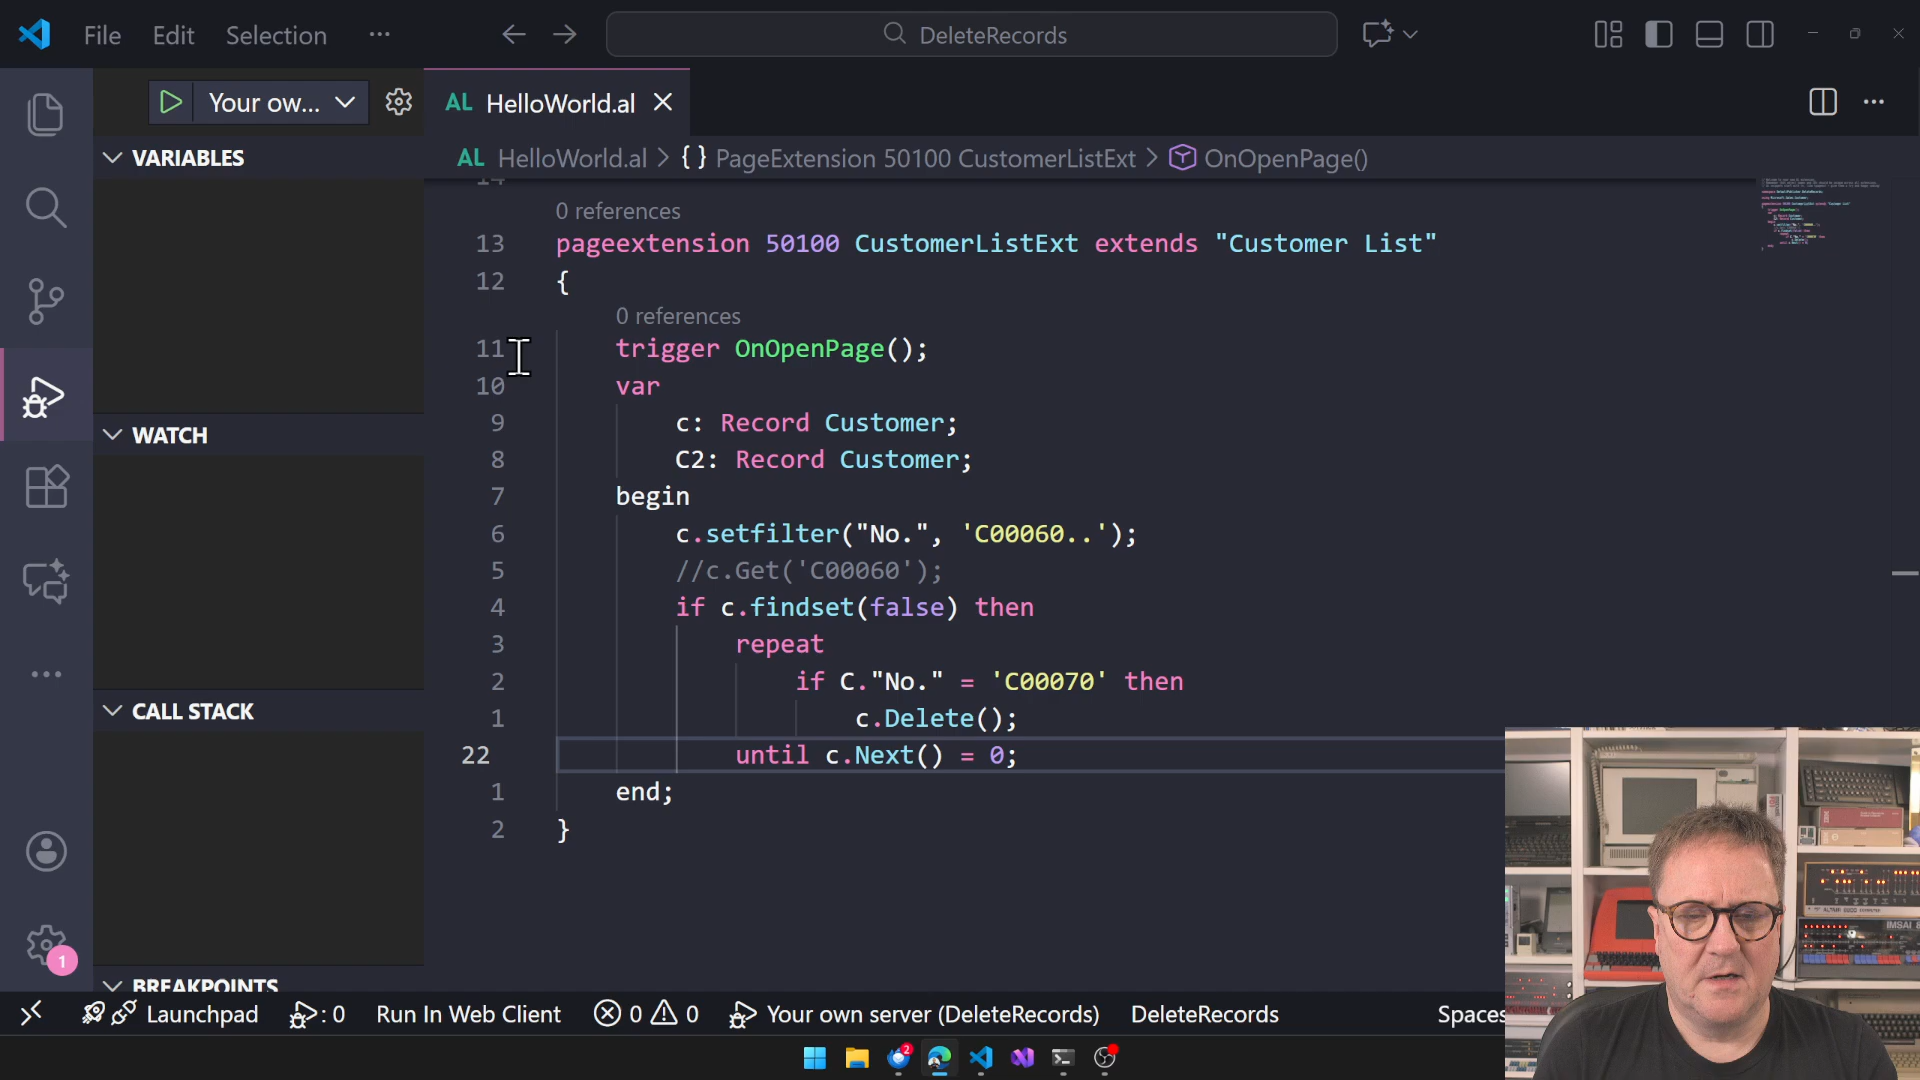 File Edit Selection ··· DeleteRecords
Your ow...
AL HelloWorld.al
VARIABLES
AL HelloWorld.al > {} PageExtension 50100 CustomerListExt > OnOpenPage()
14
0 references
13 pageextension 50100 CustomerListExt extends "Customer List"
12 {
0 references
11 trigger OnOpenPage();
10 var
9 c: Record Customer;
8 C2: Record Customer;
7 begin
6 c.setfilter("No.", 'C00060..');
5 //c.Get('C00060');
4 if c.findset(false) then
3 repeat
2 if C."No." = 'C00070' then
1 c.Delete();
22 until c.Next() = 0;
1 end;
2 }
WATCH
CALL STACK
BREAKPOINTS
1
Launchpad : 0 Run In Web Client 0 0 Your own server (DeleteRecords) DeleteRecords Spaces
2